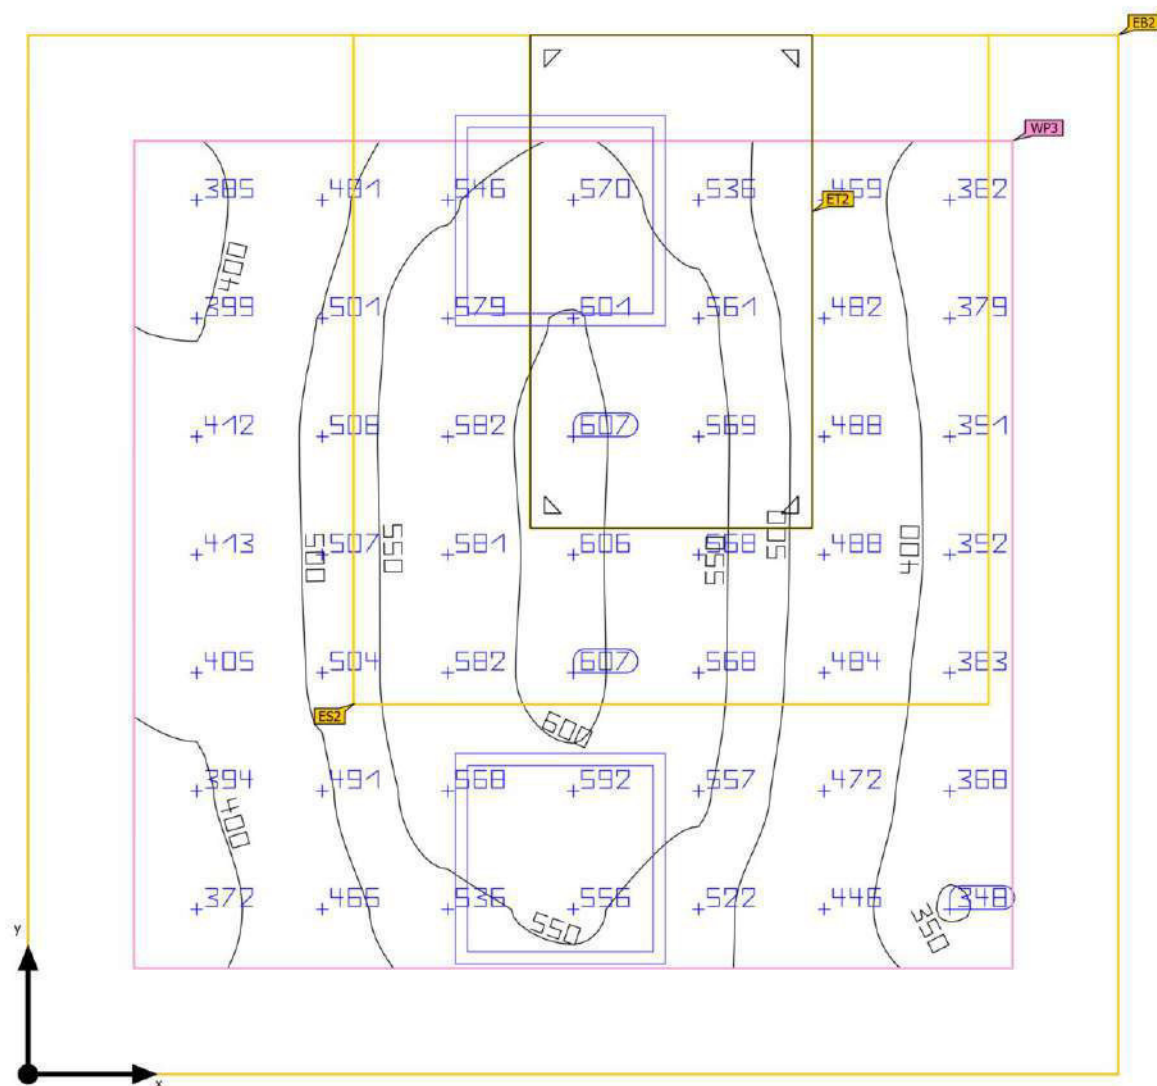 EB2
WP3
385 481 546 570 536 459 362
ET2
400
399 501 579 601 561 482 379
412 508 582 607 569 488 391
500 550 550 500 400
413 507 581 606 568 488 392
405 504 582 607 568 484 383
ES2
600
394 491 568 592 557 472 368
400
372 466 536 556 522 446 348
550 350
y
x